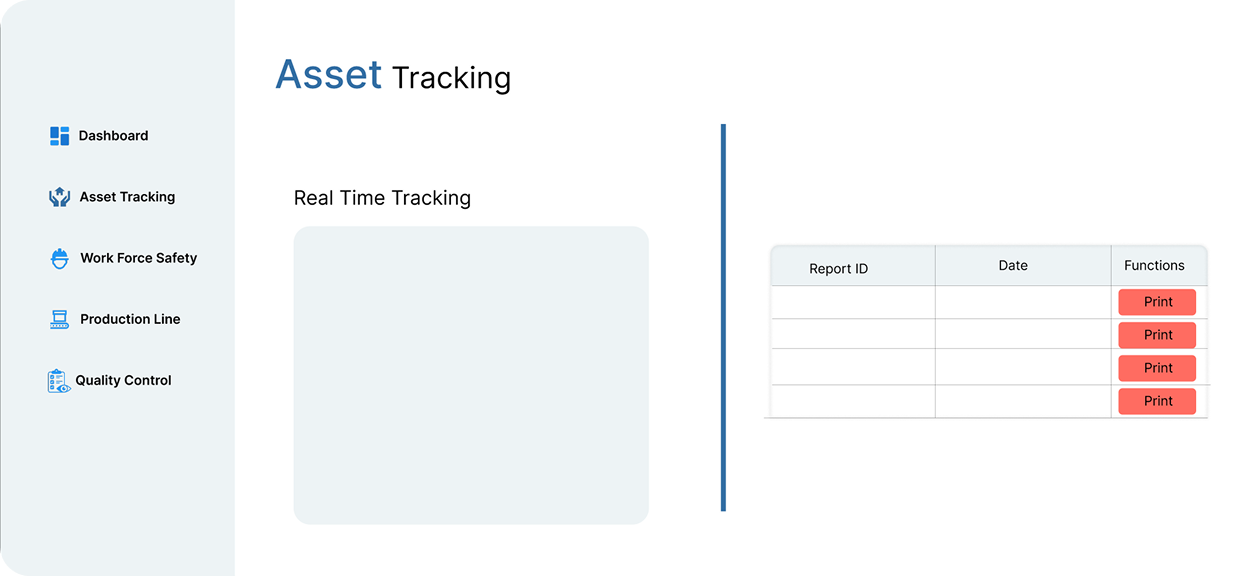 Asset Tracking
Dashboard
Asset Tracking
Work Force Safety
Production Line
Quality Control
Real Time Tracking
Report ID Date Functions
Print
Print
Print
Print